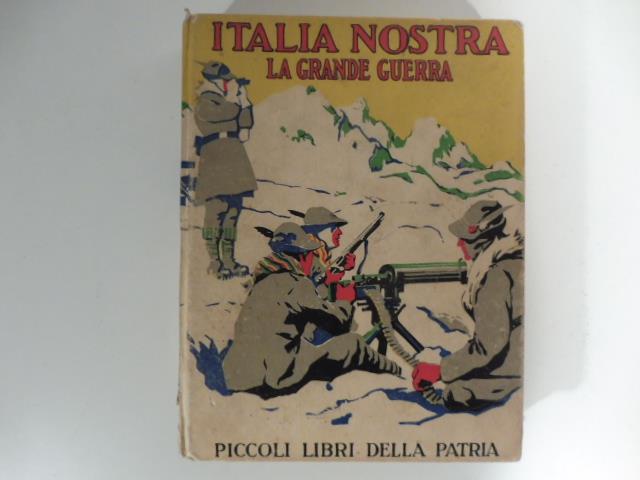 ITALIA NOSTRA
LA GRANDE GUERRA
PICCOLI LIBRI DELLA PATRIA